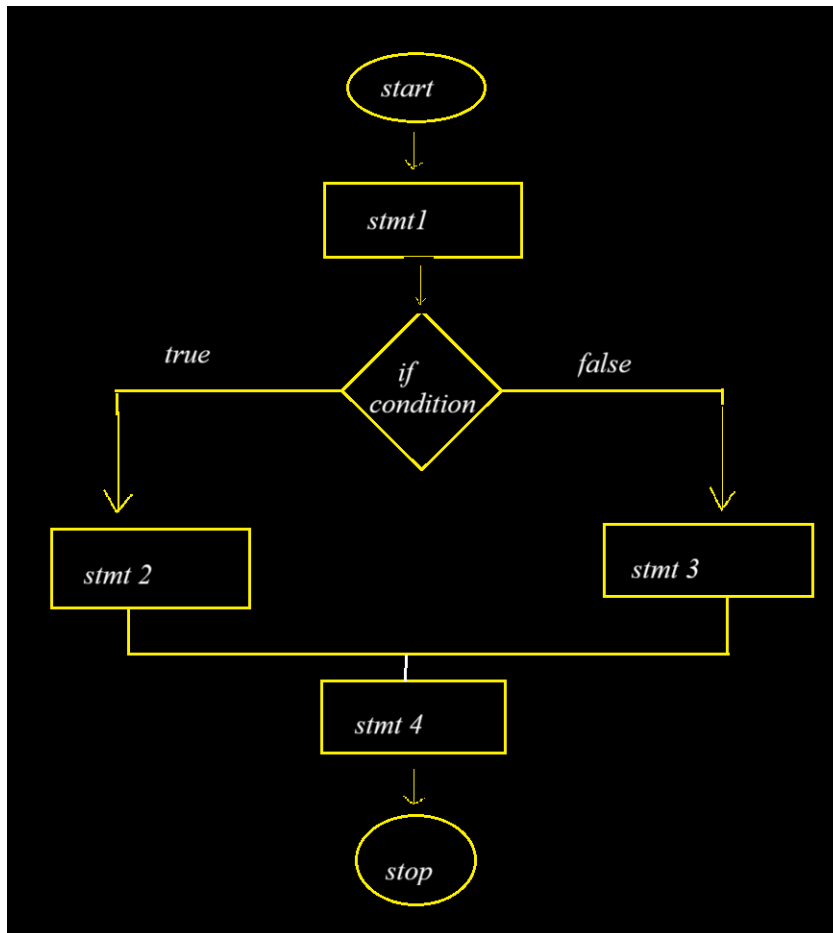 start
stmt1
true
false
if
condition
stmt 2
stmt 3
stmt 4
stop